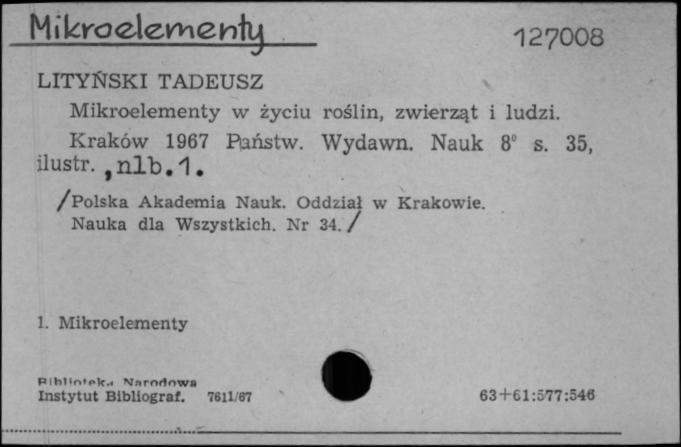 Mikroelementy 127008
LITYŃSKI TADEUSZ
Mikroelementy w życiu roślin, zwierząt i ludzi.
Kraków 1967 Państw. Wydawn. Nauk 8° s. 35,
ilustr. , nlb. 1.
/Polska Akademia Nauk. Oddział w Krakowie.
Nauka dla Wszystkich. Nr 34. /
1. Mikroelementy
Biblioteka Narodowa
Instytut Bibliograf. 7611/67 63+61:577:546